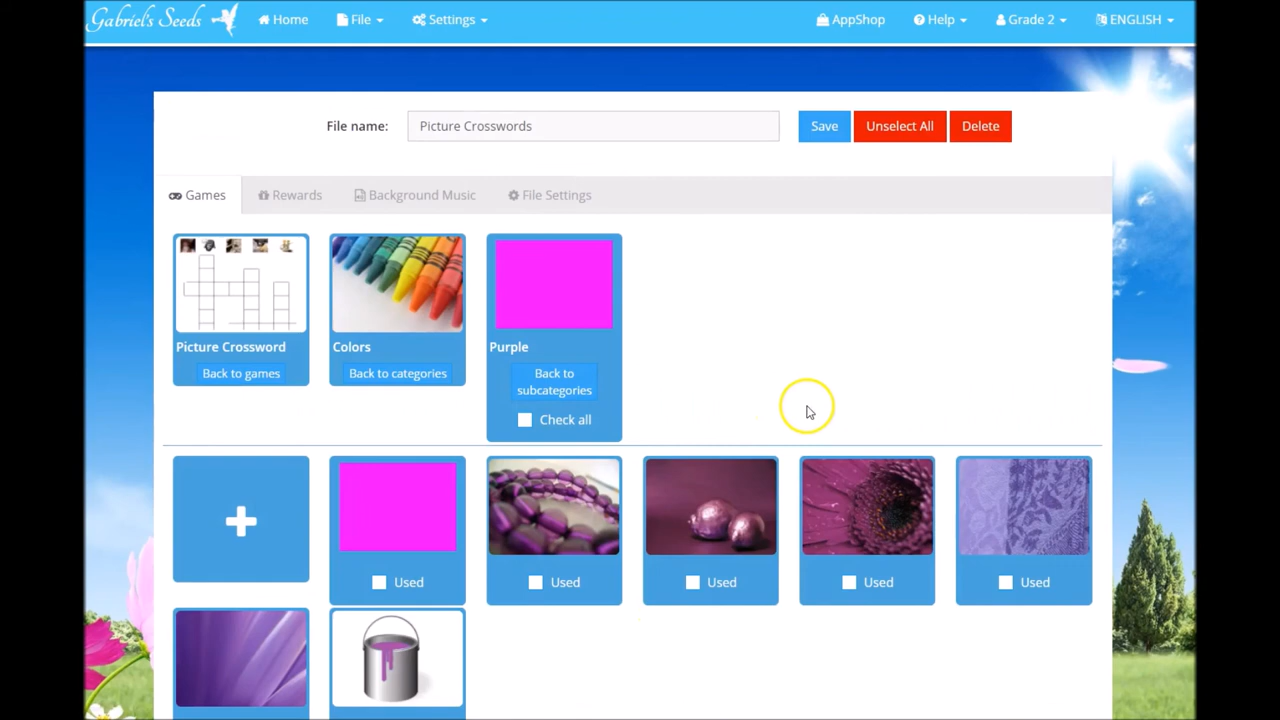 Gabriel's Seeds Home File Settings AppShop Help Grade 2 ENGLISH
File name: Picture Crosswords Save Unselect All Delete
Games Rewards Background Music File Settings
Picture Crossword Colors Purple
Back to games Back to categories Back to
subcategories
Check all
Used Used Used Used Used